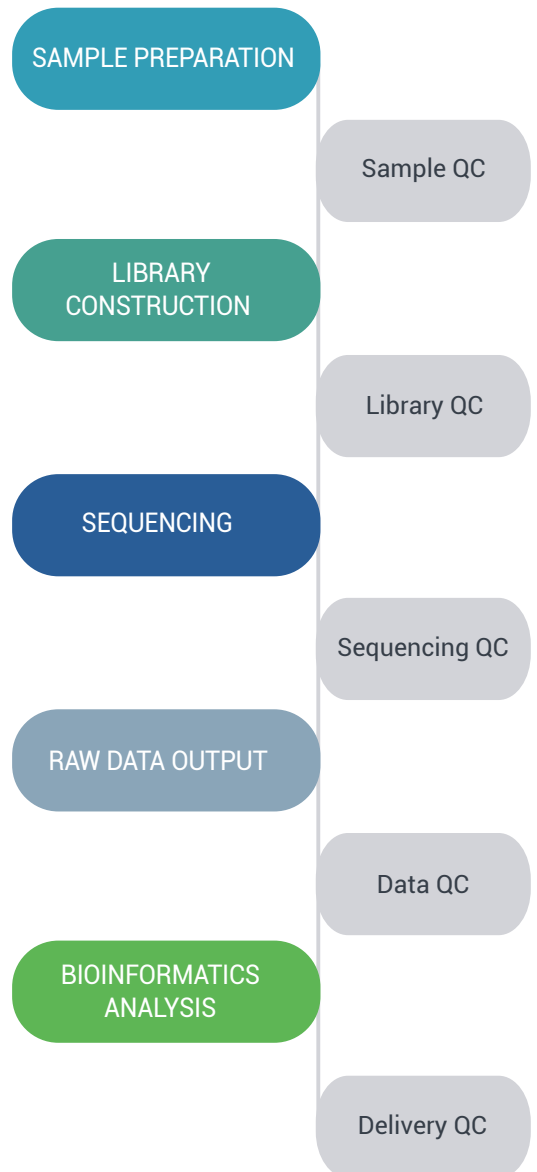 SAMPLE PREPARATION
Sample QC
LIBRARY
CONSTRUCTION
Library QC
SEQUENCING
Sequencing QC
RAW DATA OUTPUT
Data QC
BIOINFORMATICS
ANALYSIS
Delivery QC